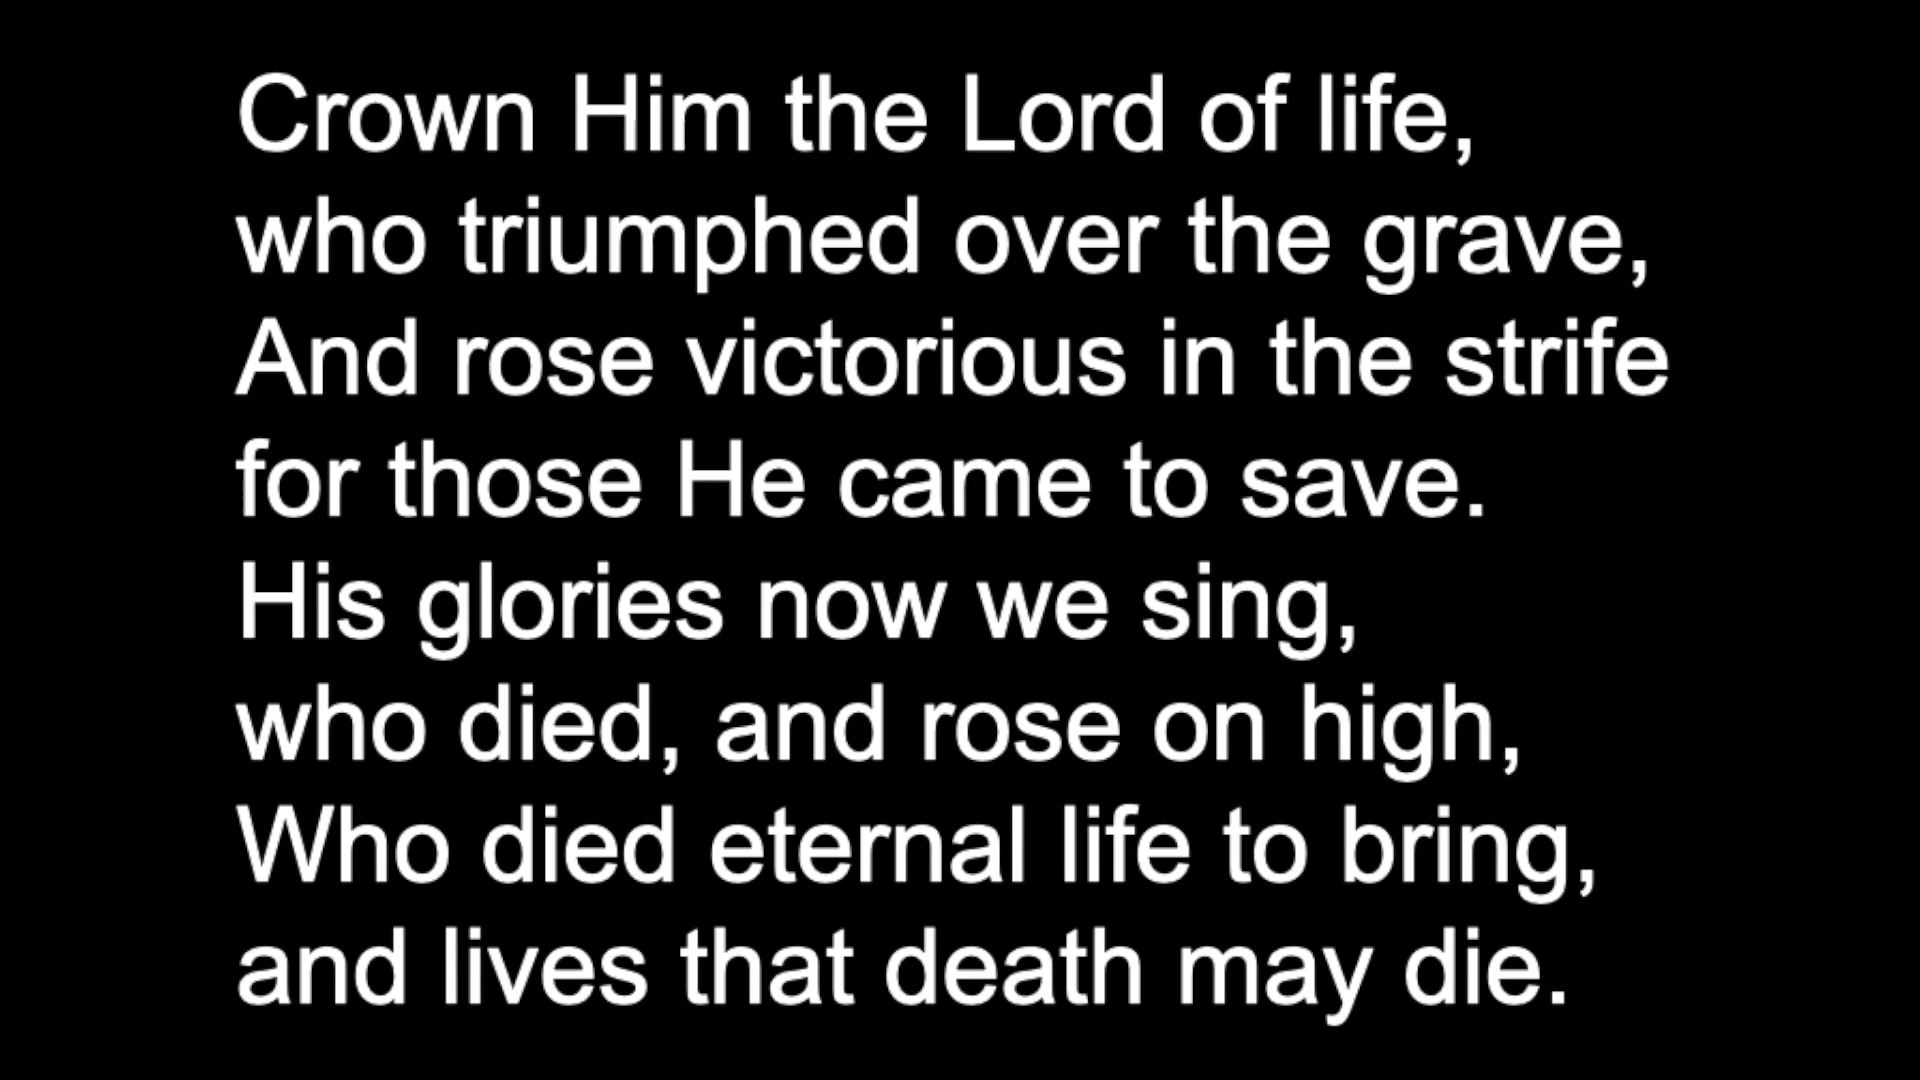 Crown Him the Lord of life,
who triumphed over the grave,
And rose victorious in the strife
for those He came to save.
His glories now we sing,
who died, and rose on high,
Who died eternal life to bring,
and lives that death may die.